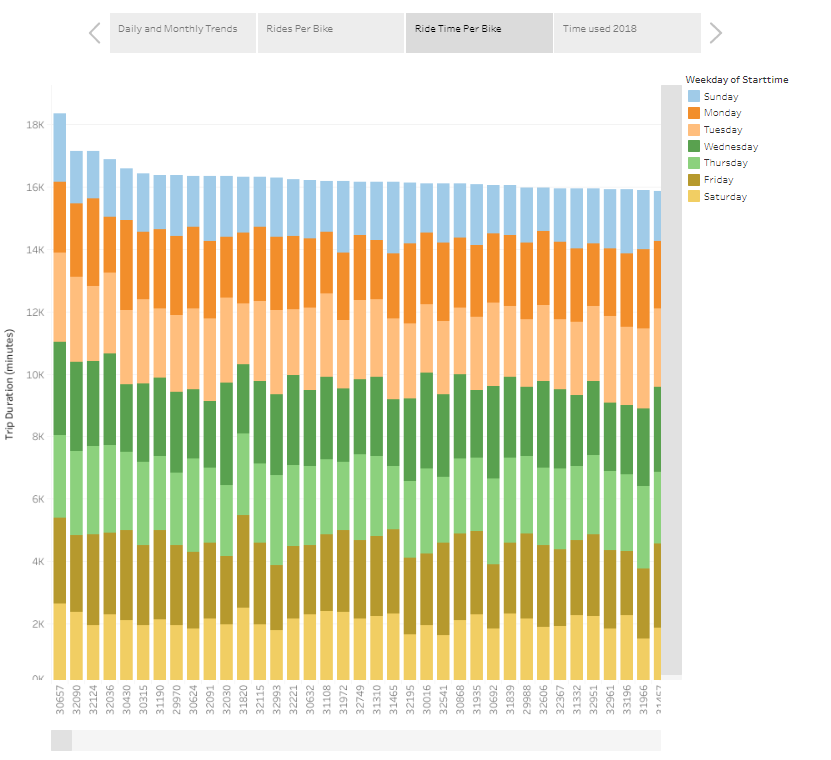 Daily and Monthly Trends
Rides Per Bike
Ride Time Per Bike
Time used 2018
Weekday of Starttime
Sunday
Monday
Tuesday
Wednesday
Thursday
Friday
Saturday
Trip Duration (minutes)
18K
16K
14K
12K
10K
8K
6K
4K
2K
0K
30657
32090
32124
32036
30430
30315
31190
29970
30624
32091
32030
31820
32115
32993
32221
30632
31108
31972
32749
31310
31465
32195
30016
32541
30868
31935
30692
31839
29988
32606
32367
31332
32951
32961
33196
31966